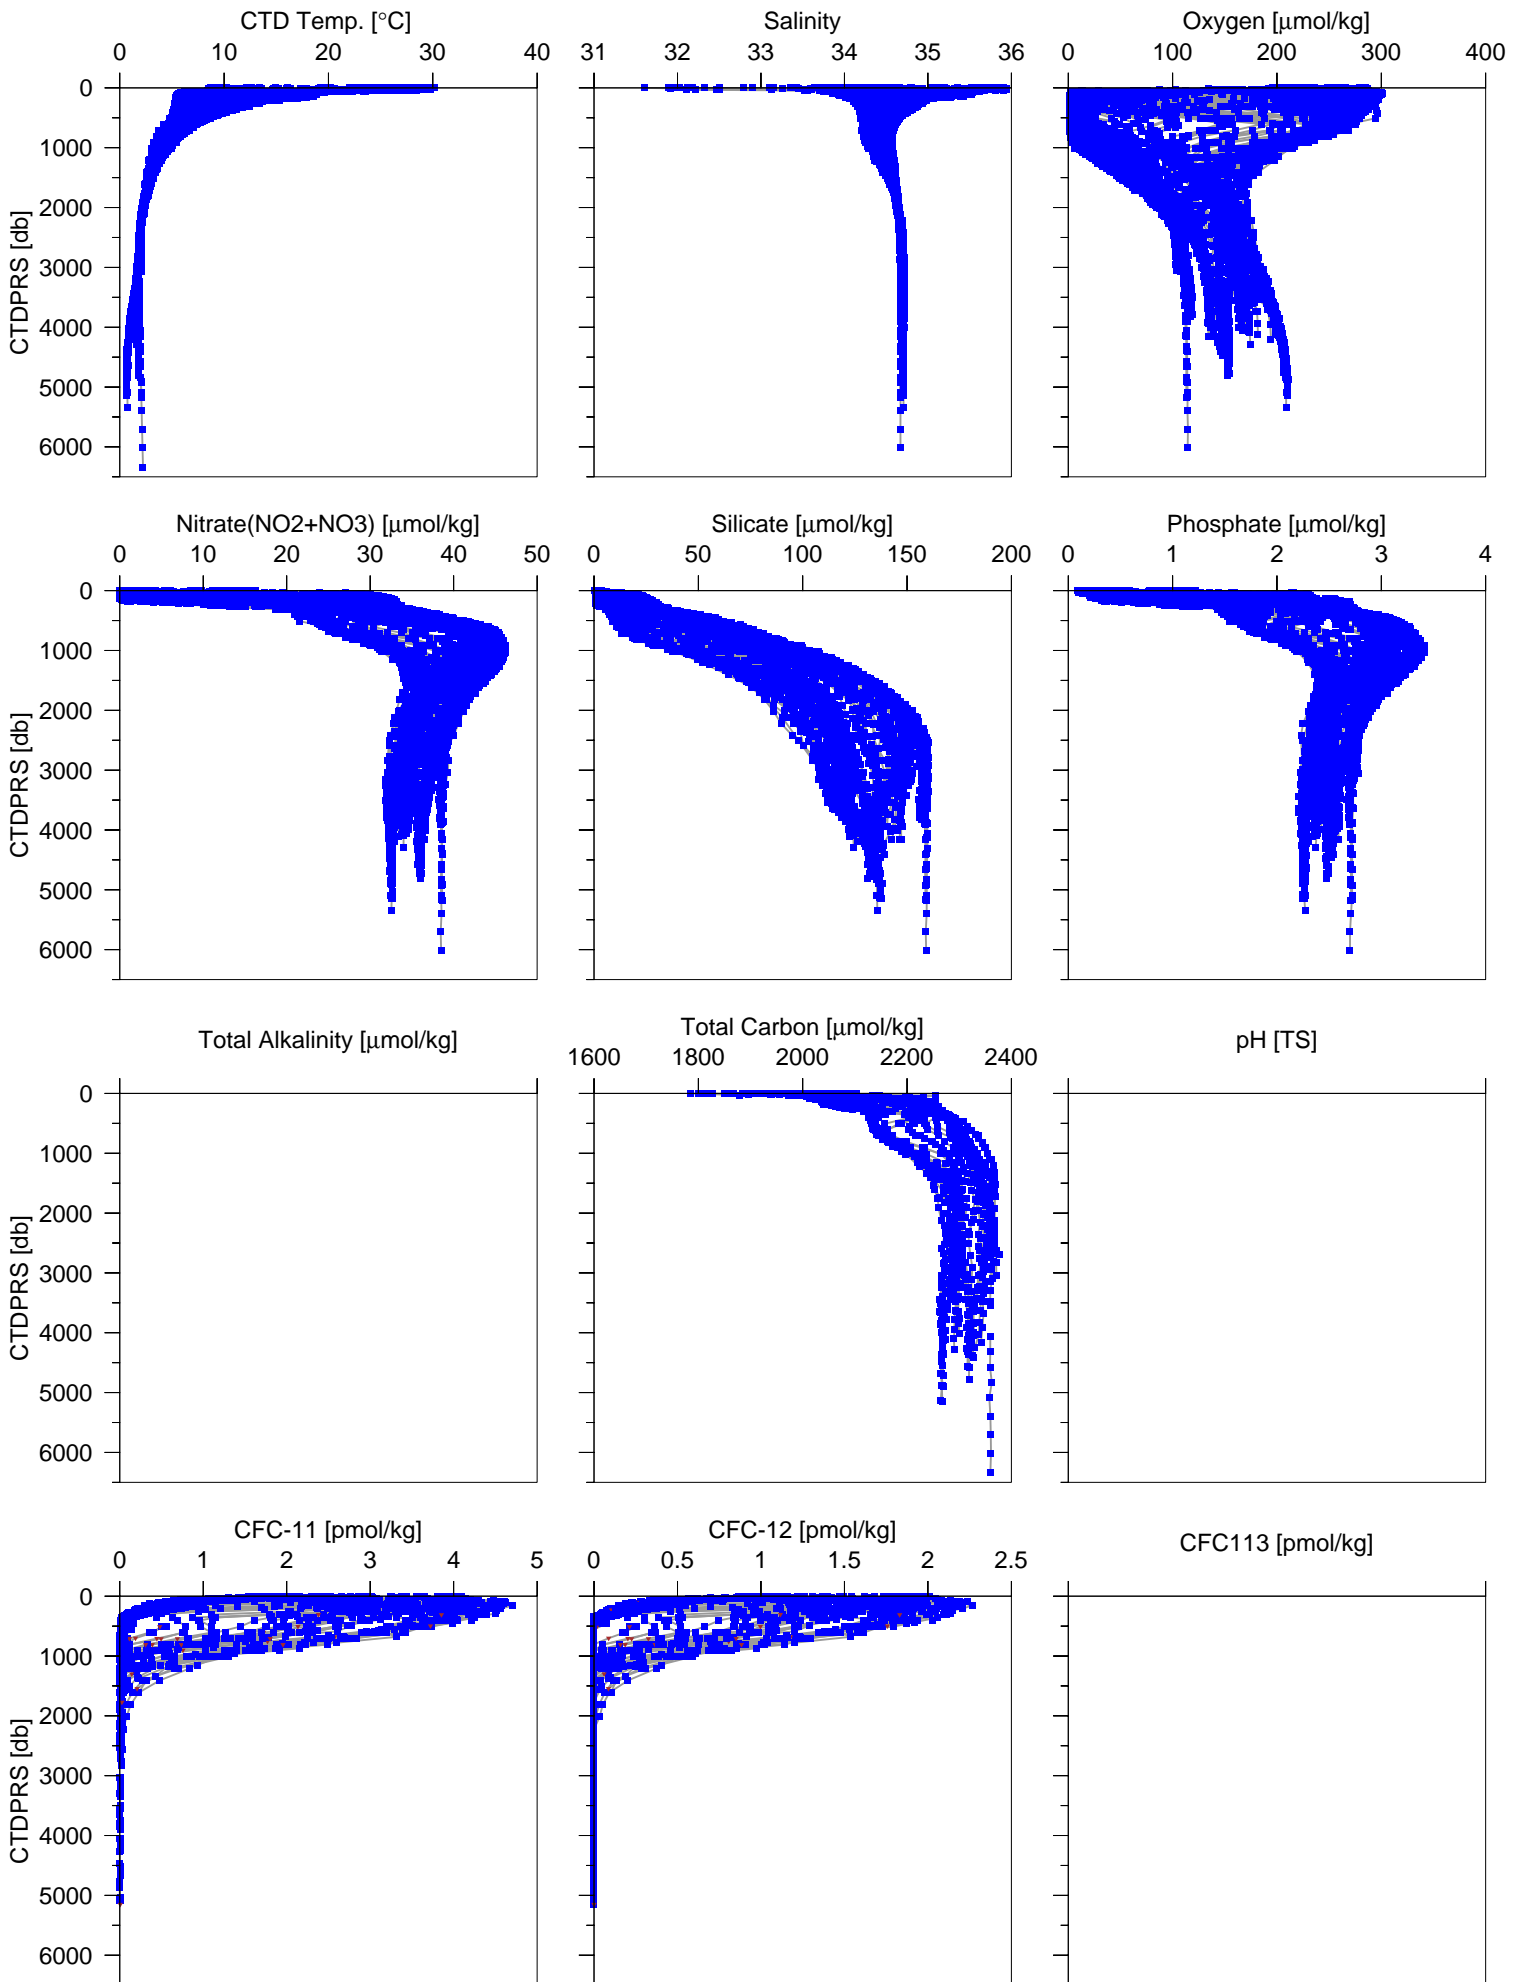 CTD Temp. [°C] Salinity Oxygen [μmol/kg]
0 10 20 30 40 31 32 33 34 35 36 0 100 200 300 400
0
1000
2000
3000
4000
5000
6000
CTDPRS [db]
Nitrate(NO2+NO3) [μmol/kg] Silicate [μmol/kg] Phosphate [μmol/kg]
0 10 20 30 40 50 0 50 100 150 200 0 1 2 3 4
0
1000
2000
3000
4000
5000
6000
CTDPRS [db]
Total Alkalinity [μmol/kg] Total Carbon [μmol/kg] pH [TS]
1600 1800 2000 2200 2400
0
1000
2000
3000
4000
5000
6000
CTDPRS [db]
CFC-11 [pmol/kg] CFC-12 [pmol/kg] CFC113 [pmol/kg]
0 1 2 3 4 5 0 0.5 1 1.5 2 2.5
0
1000
2000
3000
4000
5000
6000
CTDPRS [db]